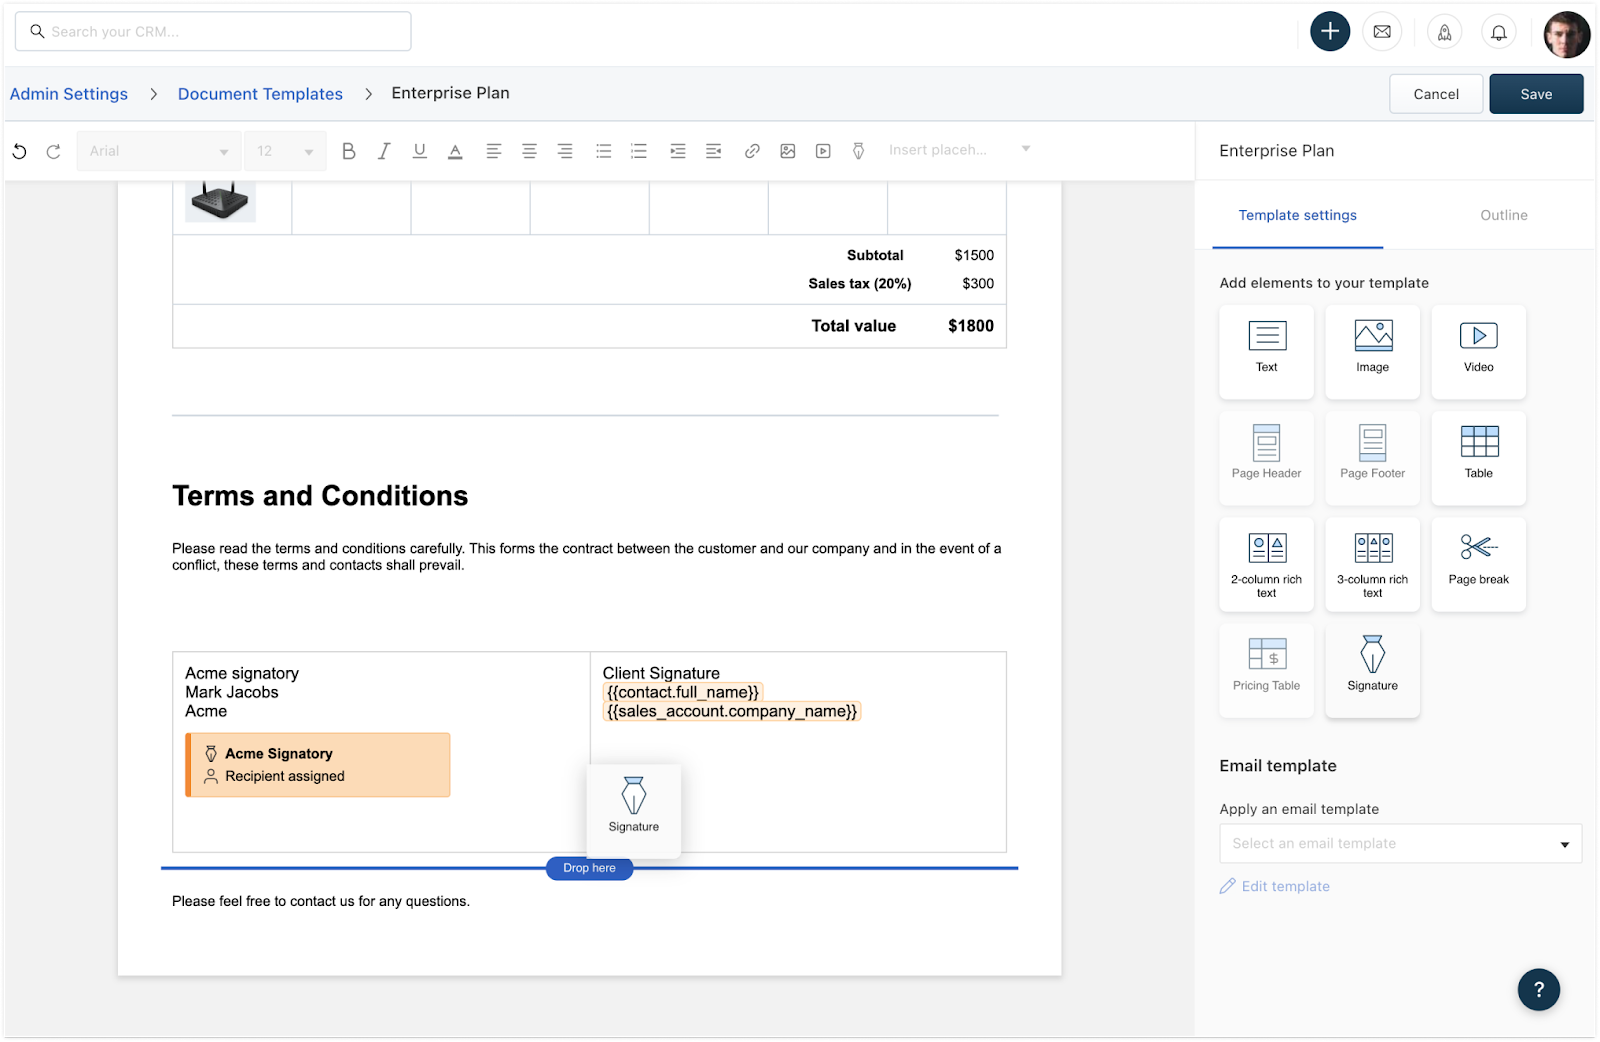 Search your CRM...
Admin Settings > Document Templates > Enterprise Plan
Cancel
Save
Arial
12
Insert placeh...
Enterprise Plan
Template settings
Outline
Subtotal $1500
Sales tax (20%) $300
Total value $1800
Terms and Conditions
Please read the terms and conditions carefully. This forms the contract between the customer and our company and in the event of a
conflict, these terms and contacts shall prevail.
Acme signatory
Mark Jacobs
Acme
Acme Signatory
Recipient assigned
Client Signature
{{contact.full_name}}
{{sales_account.company_name}}
Signature
Drop here
Please feel free to contact us for any questions.
Add elements to your template
Text
Image
Video
Page Header
Page Footer
Table
2-column rich
text
3-column rich
text
Page break
Pricing Table
Signature
Email template
Apply an email template
Select an email template
Edit template
?